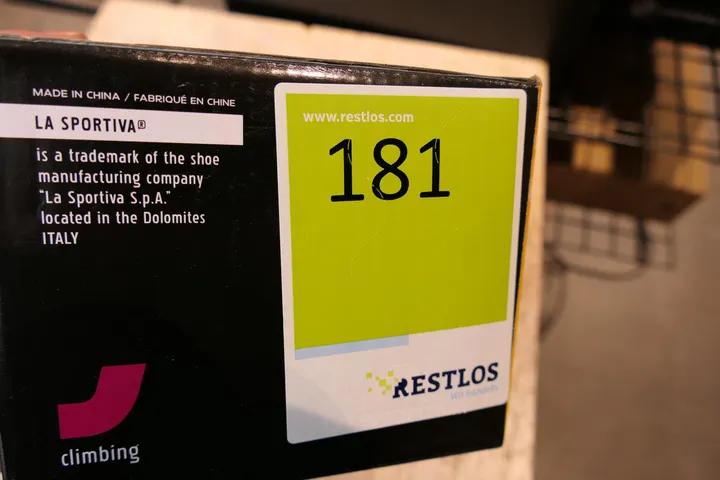 MADE IN CHINA / FABRIQUÉ EN CHINE
LA SPORTIVA®
is a trademark of the shoe
manufacturing company
"La Sportiva S.p.A."
located in the Dolomites
ITALY
climbing
www.restlos.com
181
RESTLOS